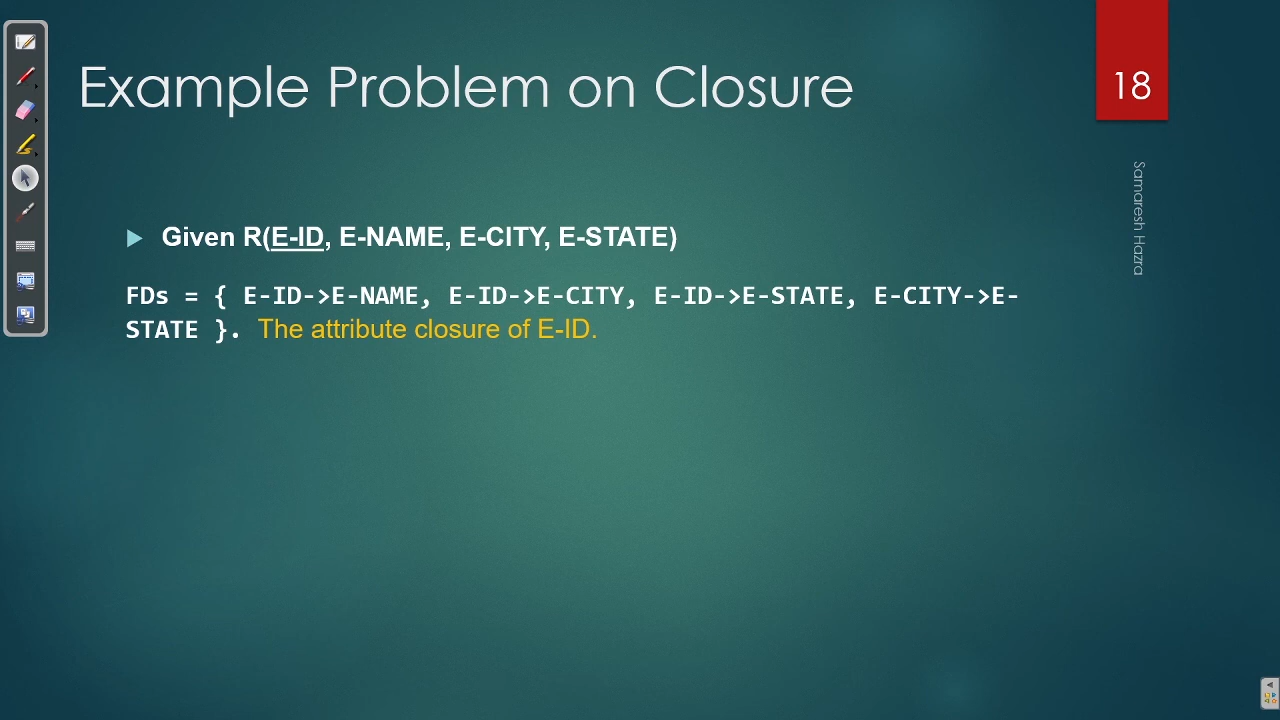 Example Problem on Closure
18
Samaresh Hazra
Given R(E-ID, E-NAME, E-CITY, E-STATE)
FDs = { E-ID->E-NAME, E-ID->E-CITY, E-ID->E-STATE, E-CITY->E-
STATE }. The attribute closure of E-ID.